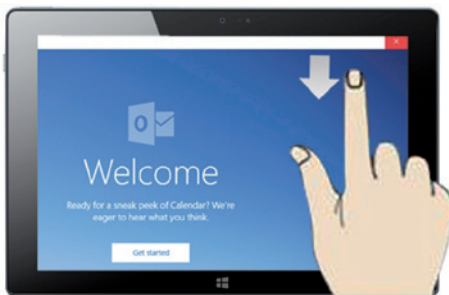 Welcome
Ready for a sneak peek of Calendar? We're
eager to hear what you think.
Get started